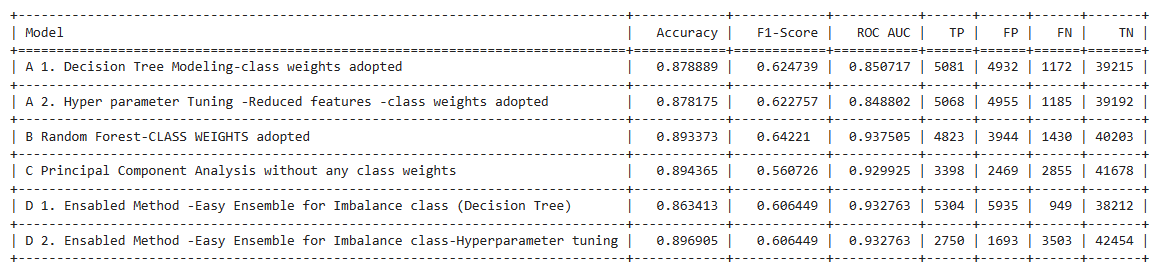 Model Accuracy F1-Score ROC AUC TP FP FN TN
A 1. Decision Tree Modeling-class weights adopted 0.878889 0.624739 0.850717 5081 4932 1172 39215
A 2. Hyper parameter Tuning -Reduced features -class weights adopted 0.878175 0.622757 0.848802 5068 4955 1185 39192
B Random Forest-CLASS WEIGHTS adopted 0.893373 0.64221 0.937505 4823 3944 1430 40203
C Principal Component Analysis without any class weights 0.894365 0.560726 0.929925 3398 2469 2855 41678
D 1. Ensabled Method -Easy Ensemble for Imbalance class (Decision Tree) 0.863413 0.606449 0.932763 5304 5935 949 38212
D 2. Ensabled Method -Easy Ensemble for Imbalance class-Hyperparameter tuning 0.896905 0.606449 0.932763 2750 1693 3503 42454